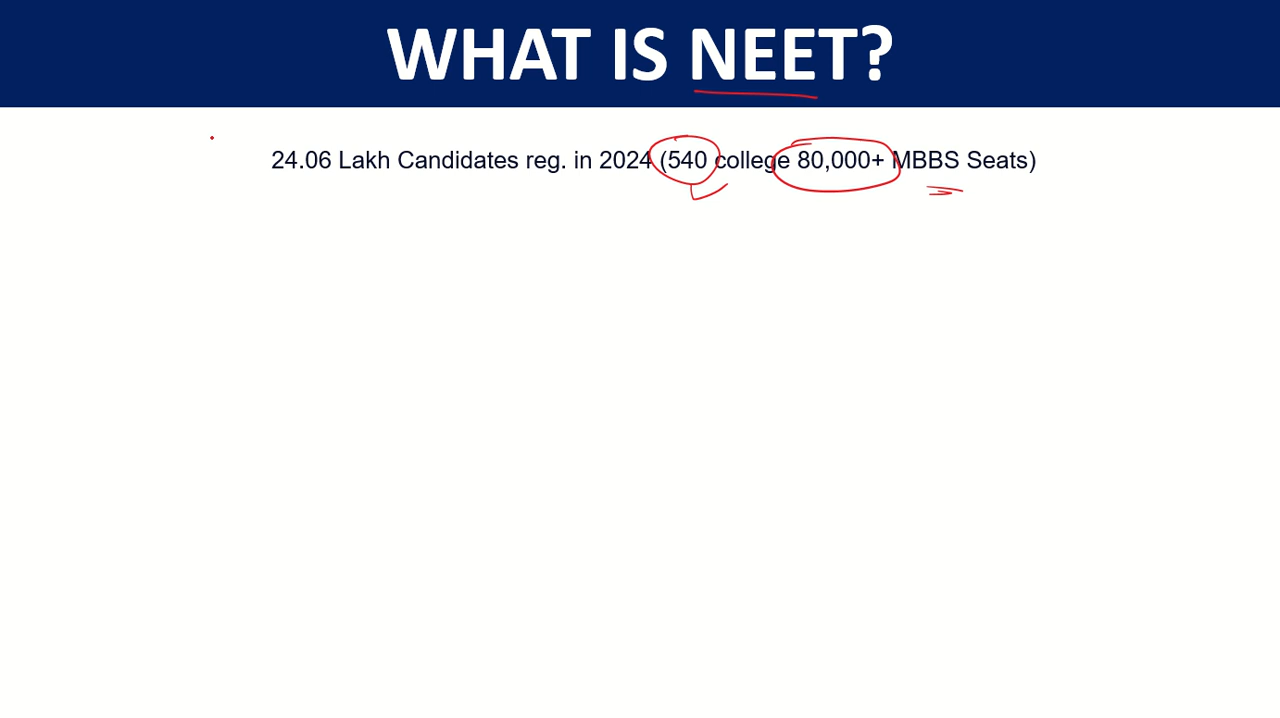 WHAT IS NEET?
24.06 Lakh Candidates reg. in 2024 (540 college 80,000+ MBBS Seats)